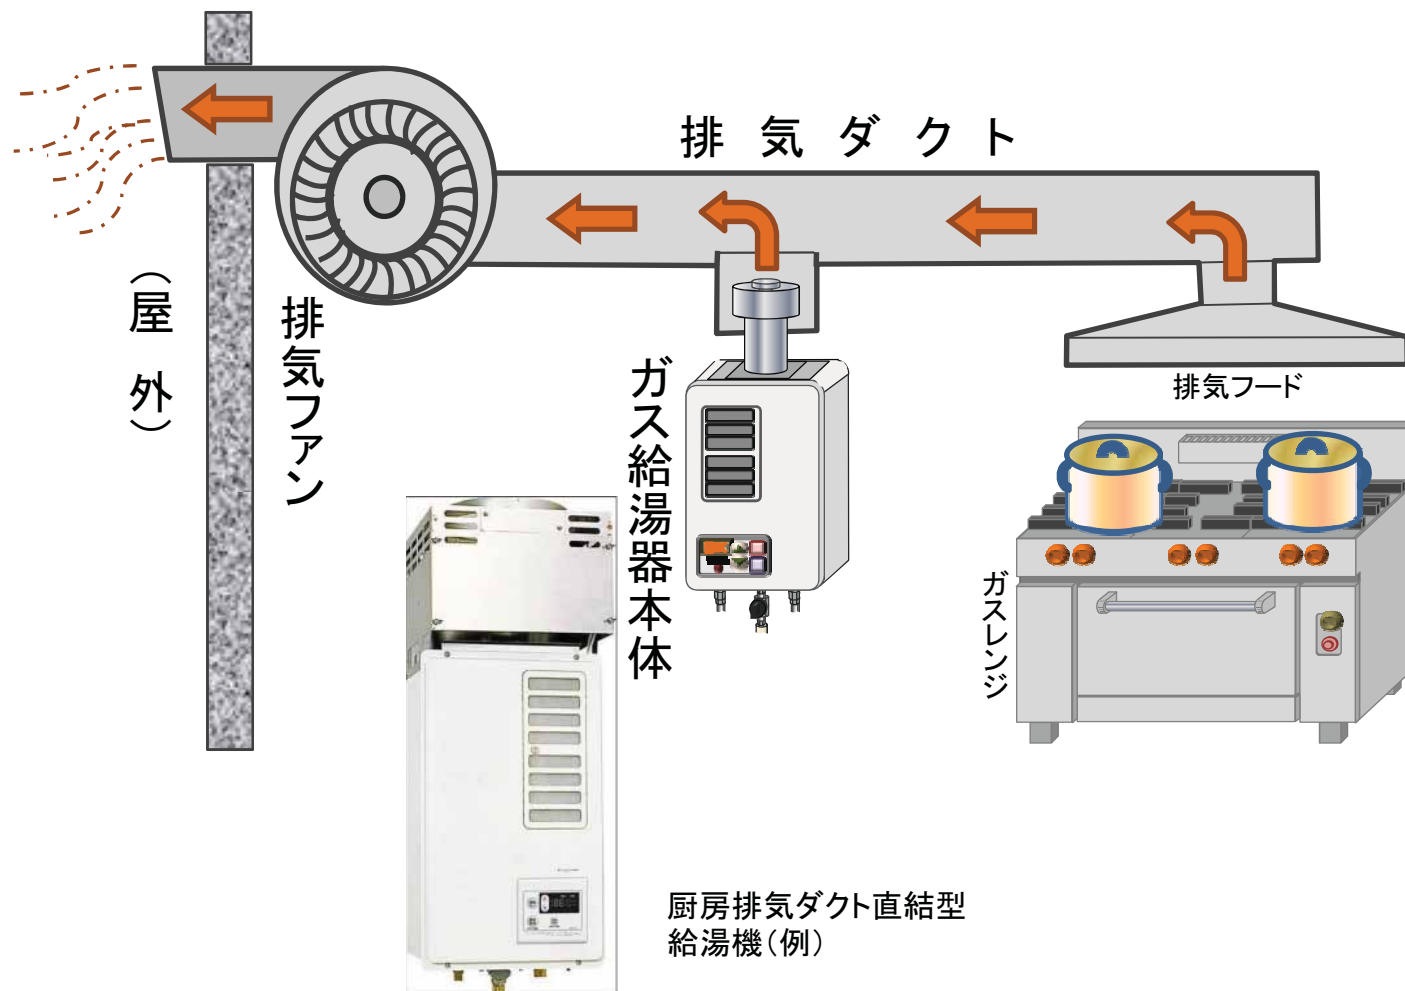 排気ダクト
(屋外)
排気ファン
ガス給湯器本体
排気フード
ガスレンジ
厨房排気ダクト直結型
給湯機(例)